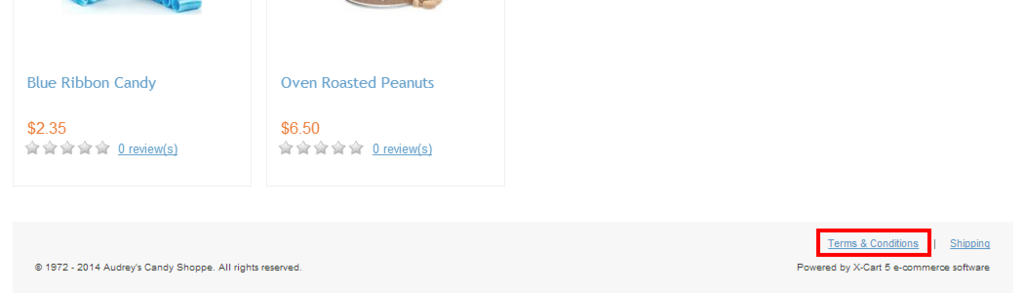 Blue Ribbon Candy
$2.35
0 review(s)
Oven Roasted Peanuts
$6.50
0 review(s)
Terms & Conditions | Shipping
© 1972 - 2014 Audrey's Candy Shoppe. All rights reserved.
Powered by X-Cart 5 e-commerce software